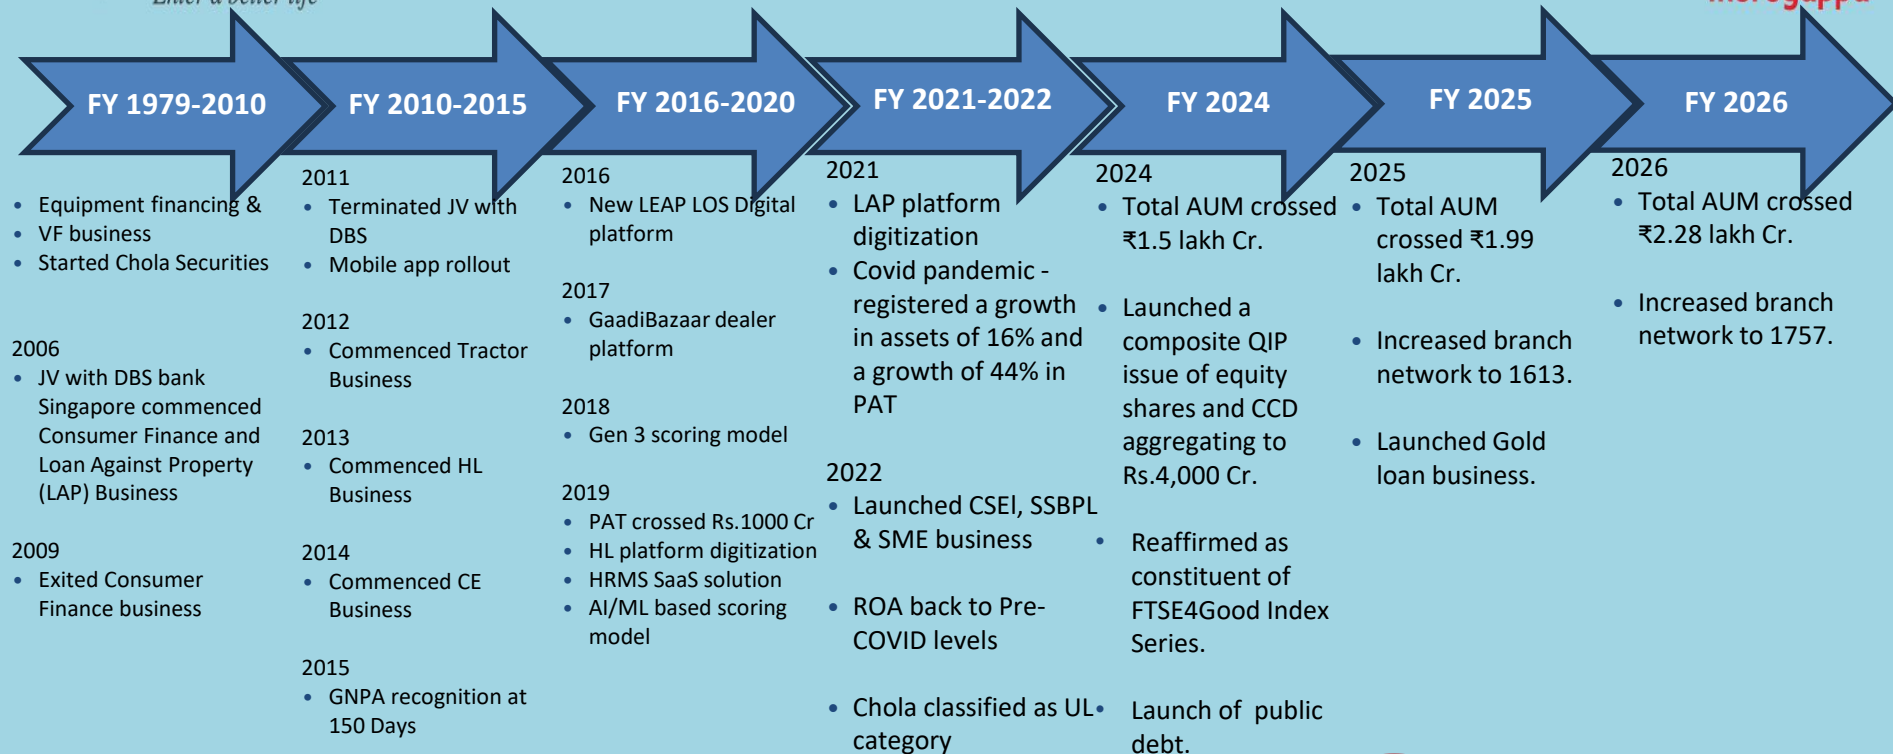 Enter a better life
murugappa
FY 1979-2010
FY 2010-2015
FY 2016-2020
FY 2021-2022
FY 2024
FY 2025
FY 2026
• Equipment financing &
• VF business
• Started Chola Securities
2006
• JV with DBS bank
Singapore commenced
Consumer Finance and
Loan Against Property
(LAP) Business
2009
• Exited Consumer
Finance business
2011
• Terminated JV with
DBS
• Mobile app rollout
2012
• Commenced Tractor
Business
2013
• Commenced HL
Business
2014
• Commenced CE
Business
2015
• GNPA recognition at
150 Days
2016
• New LEAP LOS Digital
platform
2017
• GaadiBazaar dealer
platform
2018
• Gen 3 scoring model
2019
• PAT crossed Rs.1000 Cr
• HL platform digitization
• HRMS SaaS solution
• AI/ML based scoring
model
2021
• LAP platform
digitization
• Covid pandemic -
registered a growth
in assets of 16% and
a growth of 44% in
PAT
2022
• Launched CSEl, SSBPL
& SME business
• ROA back to Pre-
COVID levels
• Chola classified as UL
category
2024
• Total AUM crossed
₹1.5 lakh Cr.
• Launched a
composite QIP
issue of equity
shares and CCD
aggregating to
Rs.4,000 Cr.
• Reaffirmed as
constituent of
FTSE4Good Index
Series.
• Launch of public
debt.
2025
• Total AUM
crossed ₹1.99
lakh Cr.
• Increased branch
network to 1613.
• Launched Gold
loan business.
2026
• Total AUM crossed
₹2.28 lakh Cr.
• Increased branch
network to 1757.